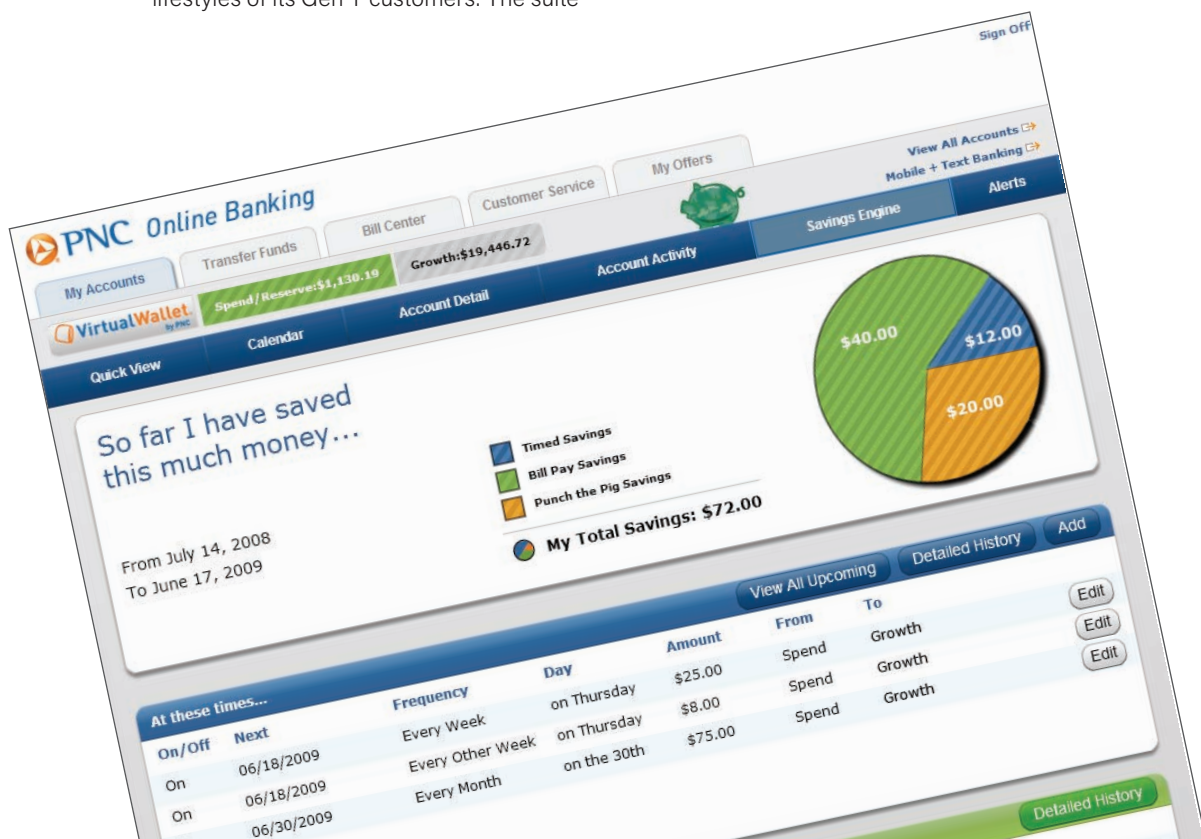 lifestyles of its Gen Y customers. The suite
Sign Off
PNC Online Banking
View All Accounts
Mobile + Text Banking
My Accounts Transfer Funds Bill Center Customer Service My Offers
VirtualWallet by PNC Spend/Reserve:$1,130.19 Growth:$19,446.72
Quick View Calendar Account Detail Account Activity Savings Engine Alerts
So far I have saved
this much money...
From July 14, 2008
To June 17, 2009
Timed Savings
Bill Pay Savings
Punch the Pig Savings
My Total Savings: $72.00
$40.00 $12.00
$20.00
View All Upcoming Detailed History Add
At these times...
On/Off Next Frequency Day Amount From To
On 06/18/2009 Every Week on Thursday $25.00 Spend Growth Edit
On 06/18/2009 Every Other Week on Thursday $8.00 Spend Growth Edit
06/30/2009 Every Month on the 30th $75.00 Spend Growth Edit
Detailed History